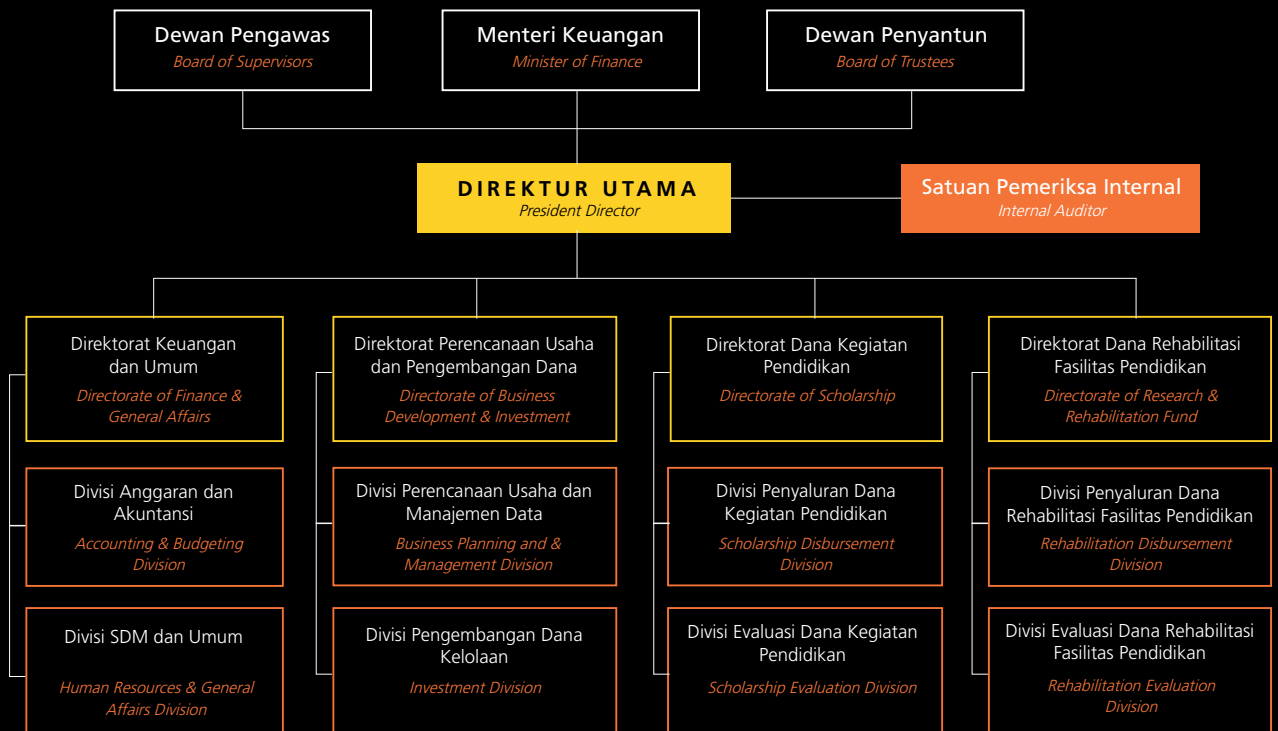 Dewan Pengawas
Board of Supervisors
Menteri Keuangan
Minister of Finance
Dewan Penyantun
Board of Trustees
DIREKTUR UTAMA
President Director
Satuan Pemeriksa Internal
Internal Auditor
Direktorat Keuangan
dan Umum
Directorate of Finance &
General Affairs
Direktorat Perencanaan Usaha
dan Pengembangan Dana
Directorate of Business
Development & Investment
Direktorat Dana Kegiatan
Pendidikan
Directorate of Scholarship
Direktorat Dana Rehabilitasi
Fasilitas Pendidikan
Directorate of Research &
Rehabilitation Fund
Divisi Anggaran dan
Akuntansi
Accounting & Budgeting
Division
Divisi Perencanaan Usaha dan
Manajemen Data
Business Planning and &
Management Division
Divisi Penyaluran Dana
Kegiatan Pendidikan
Scholarship Disbursement
Division
Divisi Penyaluran Dana
Rehabilitasi Fasilitas Pendidikan
Rehabilitation Disbursement
Division
Divisi SDM dan Umum
Human Resources & General
Affairs Division
Divisi Pengembangan Dana
Kelolaan
Investment Division
Divisi Evaluasi Dana Kegiatan
Pendidikan
Scholarship Evaluation Division
Divisi Evaluasi Dana Rehabilitasi
Fasilitas Pendidikan
Rehabilitation Evaluation
Division